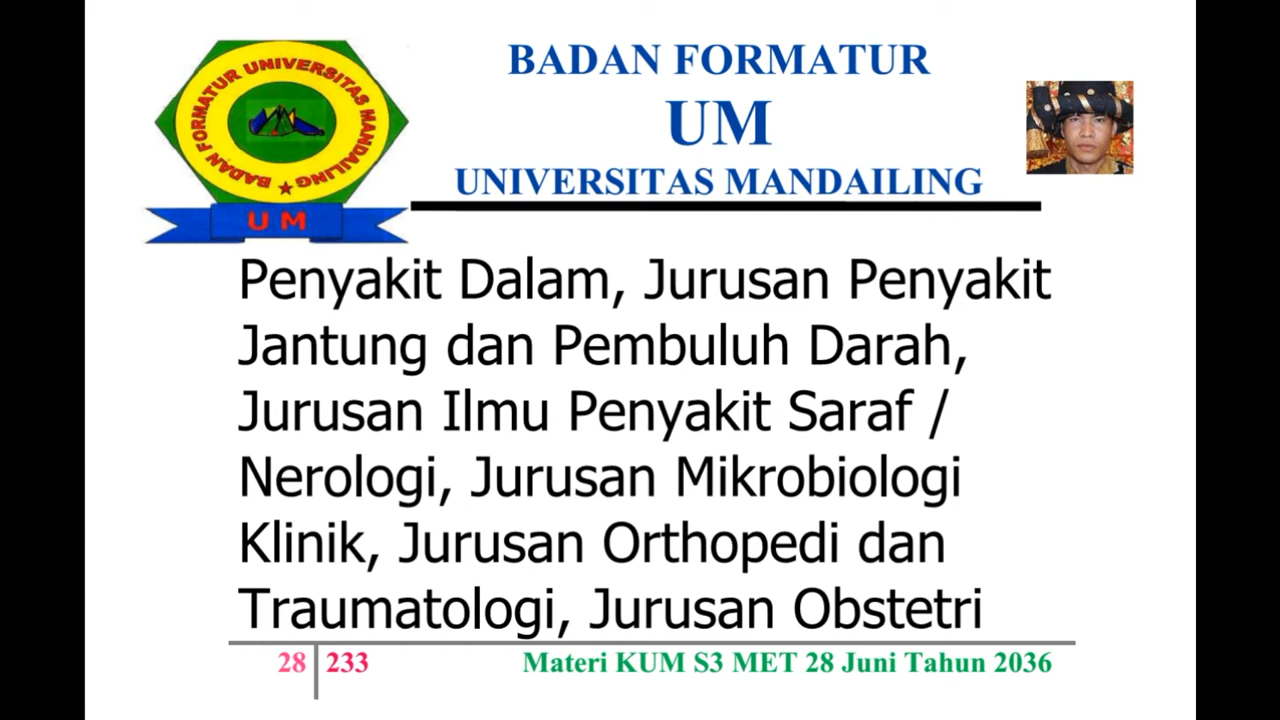 BADAN FORMATUR UNIVERSITAS MANDAILING
U M
BADAN FORMATUR
UM
UNIVERSITAS MANDAILING
Penyakit Dalam, Jurusan Penyakit
Jantung dan Pembuluh Darah,
Jurusan Ilmu Penyakit Saraf /
Nerologi, Jurusan Mikrobiologi
Klinik, Jurusan Orthopedi dan
Traumatologi, Jurusan Obstetri
28 233 Materi KUM S3 MET 28 Juni Tahun 2036